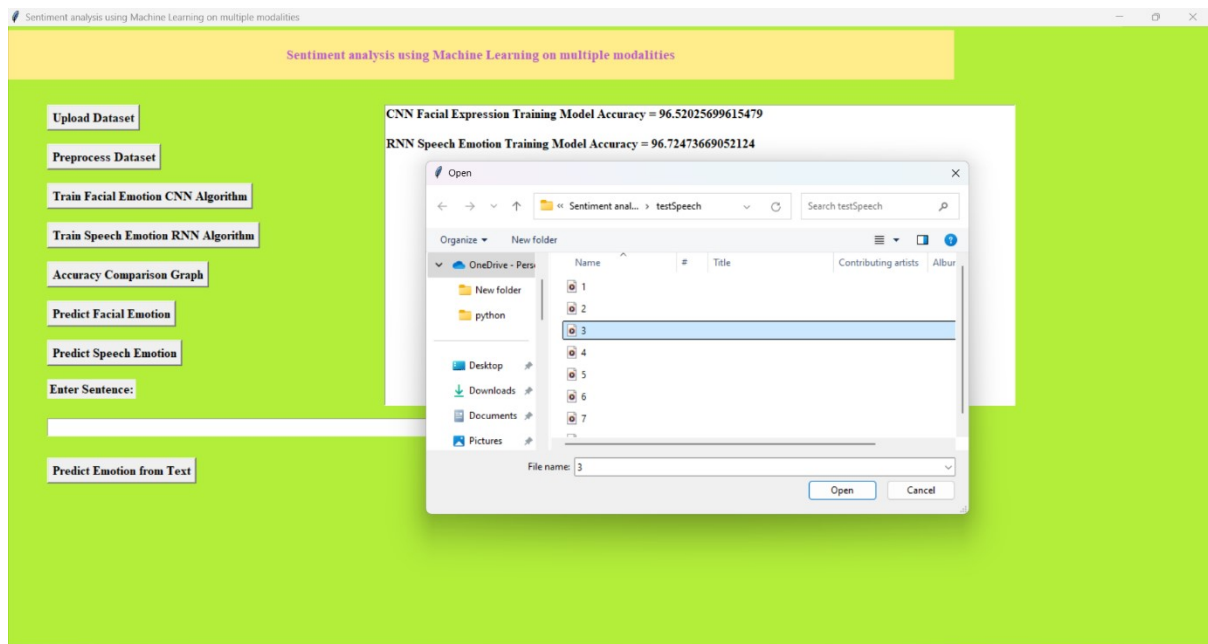 Sentiment analysis using Machine Learning on multiple modalities
Sentiment analysis using Machine Learning on multiple modalities
Upload Dataset
Preprocess Dataset
Train Facial Emotion CNN Algorithm
Train Speech Emotion RNN Algorithm
Accuracy Comparison Graph
Predict Facial Emotion
Predict Speech Emotion
Enter Sentence:
Predict Emotion from Text
CNN Facial Expression Training Model Accuracy = 96.52025699615479
RNN Speech Emotion Training Model Accuracy = 96.72473669052124
Open
« Sentiment anal... › testSpeech
Search testSpeech
Organize
New folder
OneDrive - Pers
New folder
python
Desktop
Downloads
Documents
Pictures
Name # Title Contributing artists Albur
1
2
3
4
5
6
7
File name: 3
Open Cancel